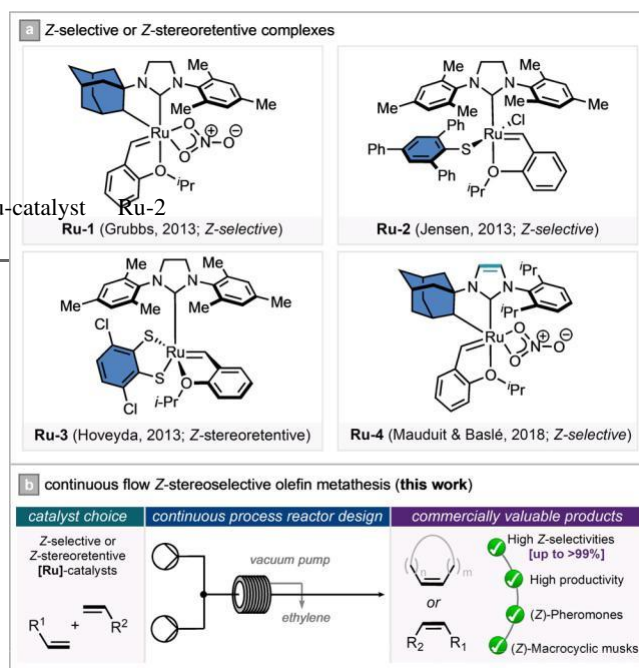 a Z-selective or Z-stereoretentive complexes
Me
Me
N
N
Me
Ru
O
N
+
O
−
O
O
iPr
Ru-1 (Grubbs, 2013; Z-selective)
Me
Me
Me
N
N
Me
Me
Me
Ph
Ru
Cl
S
Ph
Ph
O
iPr
Ru-2 (Jensen, 2013; Z-selective)
u-catalyst Ru-2
Me
Me
Me
N
N
Me
Me
Me
Cl
S
Ru
S
O
Cl
i-Pr
Ru-3 (Hoveyda, 2013; Z-stereoretentive)
iPr
N
N
iPr
Ru
O
N
+
O
−
O
O
iPr
Ru-4 (Mauduit & Baslé, 2018; Z-selective)
b continuous flow Z-stereoselective olefin metathesis (this work)
catalyst choice
Z-selective or
Z-stereoretentive
[Ru]-catalysts
R1
+
R2
continuous process reactor design
vacuum pump
ethylene
commercially valuable products
( )n
( )m
or
R2
R1
High Z-selectivities
[up to >99%]
High productivity
(Z)-Pheromones
(Z)-Macrocyclic musks